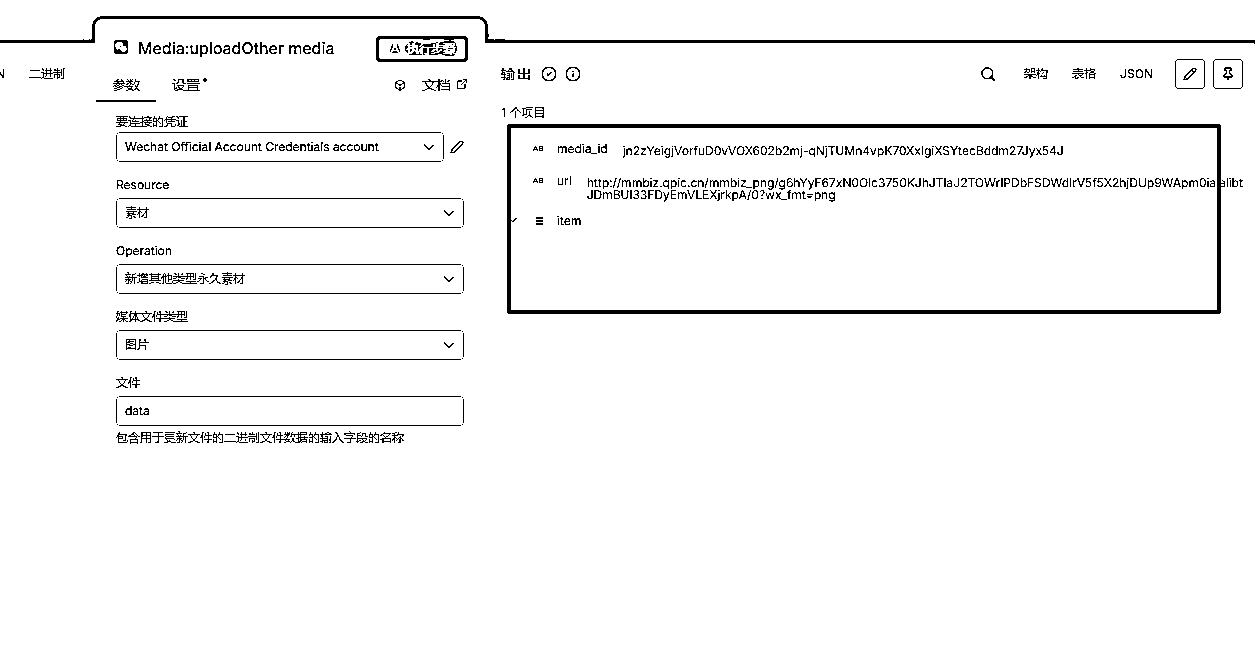 Media:uploadOther media
执行步骤
二进制
参数
设置
文档
要连接的凭证
Wechat Official Account Credentials account
Resource
素材
Operation
新增其他类型永久素材
媒体文件类型
图片
文件
data
包含用于更新文件的二进制文件数据的输入字段的名称
输出
架构
表格
JSON
1 个项目
AB media_id jn2zYeigjVorfuD0vVOX602b2mj-qNjTUMn4vpK70XxlgiXSYtecBddm27Jyx54J
AB url http://mmbiz.qpic.cn/mmbiz_png/g6hYyF67xN0Olc3750KJhJTlaJ2TOWrlPDbFSDWdlrV5f5X2hjDUp9WApm0iaialibt
JDmBUI33FDyEmVLEXjrkpA/0?wx_fmt=png
item